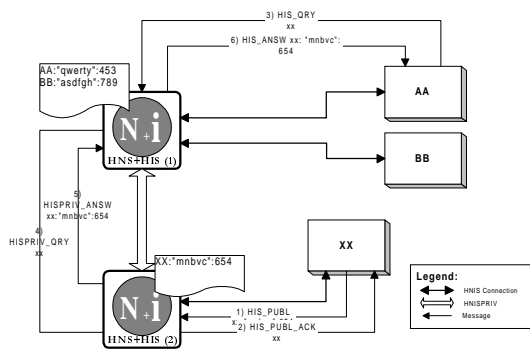 3) HIS_QRY
xx
6) HIS_ANSW xx: "mnbvc":
654
AA:"qwerty":453
BB:"asdfgh":789
N+i
HNS+HIS (1)
AA
BB
5)
HISPRIV_ANSW
xx:"mnbvc":654
4)
HISPRIV_QRY
xx
XX:"mnbvc":654
XX
N+i
HNS+HIS (2)
1) HIS_PUBL
2) HIS_PUBL_ACK
xx
Legend:
HNIS Connection
HNISPRIV
Message